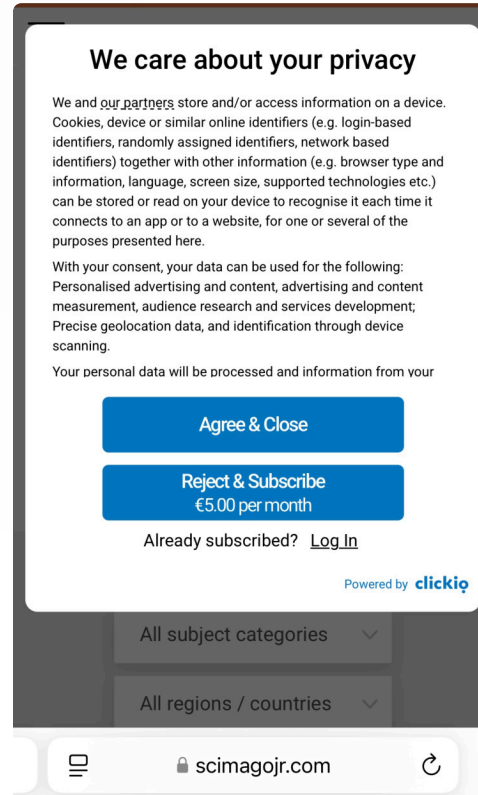 We care about your privacy
We and our partners store and/or access information on a device.
Cookies, device or similar online identifiers (e.g. login-based
identifiers, randomly assigned identifiers, network based
identifiers) together with other information (e.g. browser type and
information, language, screen size, supported technologies etc.)
can be stored or read on your device to recognise it each time it
connects to an app or to a website, for one or several of the
purposes presented here.
With your consent, your data can be used for the following:
Personalised advertising and content, advertising and content
measurement, audience research and services development;
Precise geolocation data, and identification through device
scanning.
Your personal data will be processed and information from your
Agree & Close
Reject & Subscribe
€5.00 per month
Already subscribed? Log In
Powered by clickio
All subject categories
All regions / countries
scimagojr.com